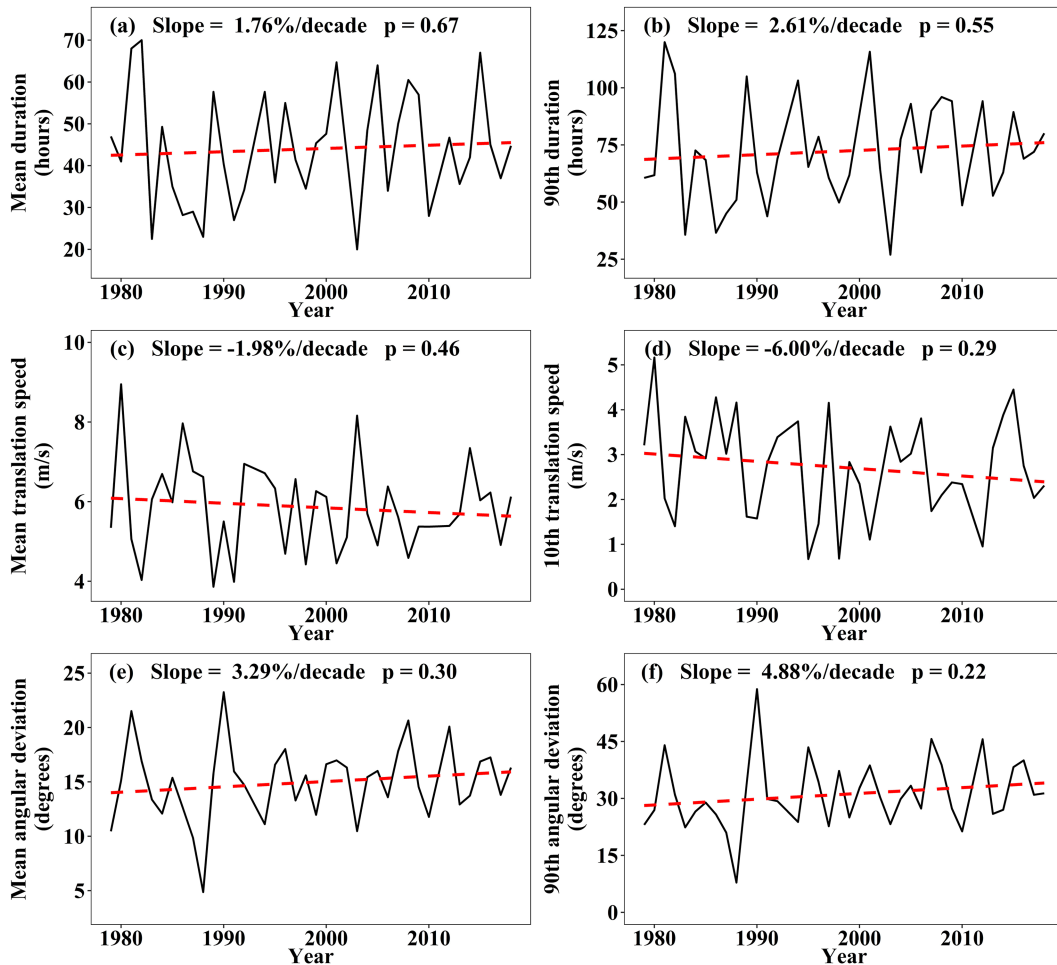 (a) Slope = 1.76%/decade p = 0.67
Mean duration
(hours)
70
60
50
40
30
20
1980 1990 2000 2010
Year
(b) Slope = 2.61%/decade p = 0.55
90th duration
(hours)
125
100
75
50
25
1980 1990 2000 2010
Year
(c) Slope = -1.98%/decade p = 0.46
Mean translation speed
(m/s)
10
8
6
4
1980 1990 2000 2010
Year
(d) Slope = -6.00%/decade p = 0.29
10th translation speed
(m/s)
5
4
3
2
1
0
1980 1990 2000 2010
Year
(e) Slope = 3.29%/decade p = 0.30
Mean angular deviation
(degrees)
25
20
15
10
5
1980 1990 2000 2010
Year
(f) Slope = 4.88%/decade p = 0.22
90th angular deviation
(degrees)
60
45
30
15
0
1980 1990 2000 2010
Year